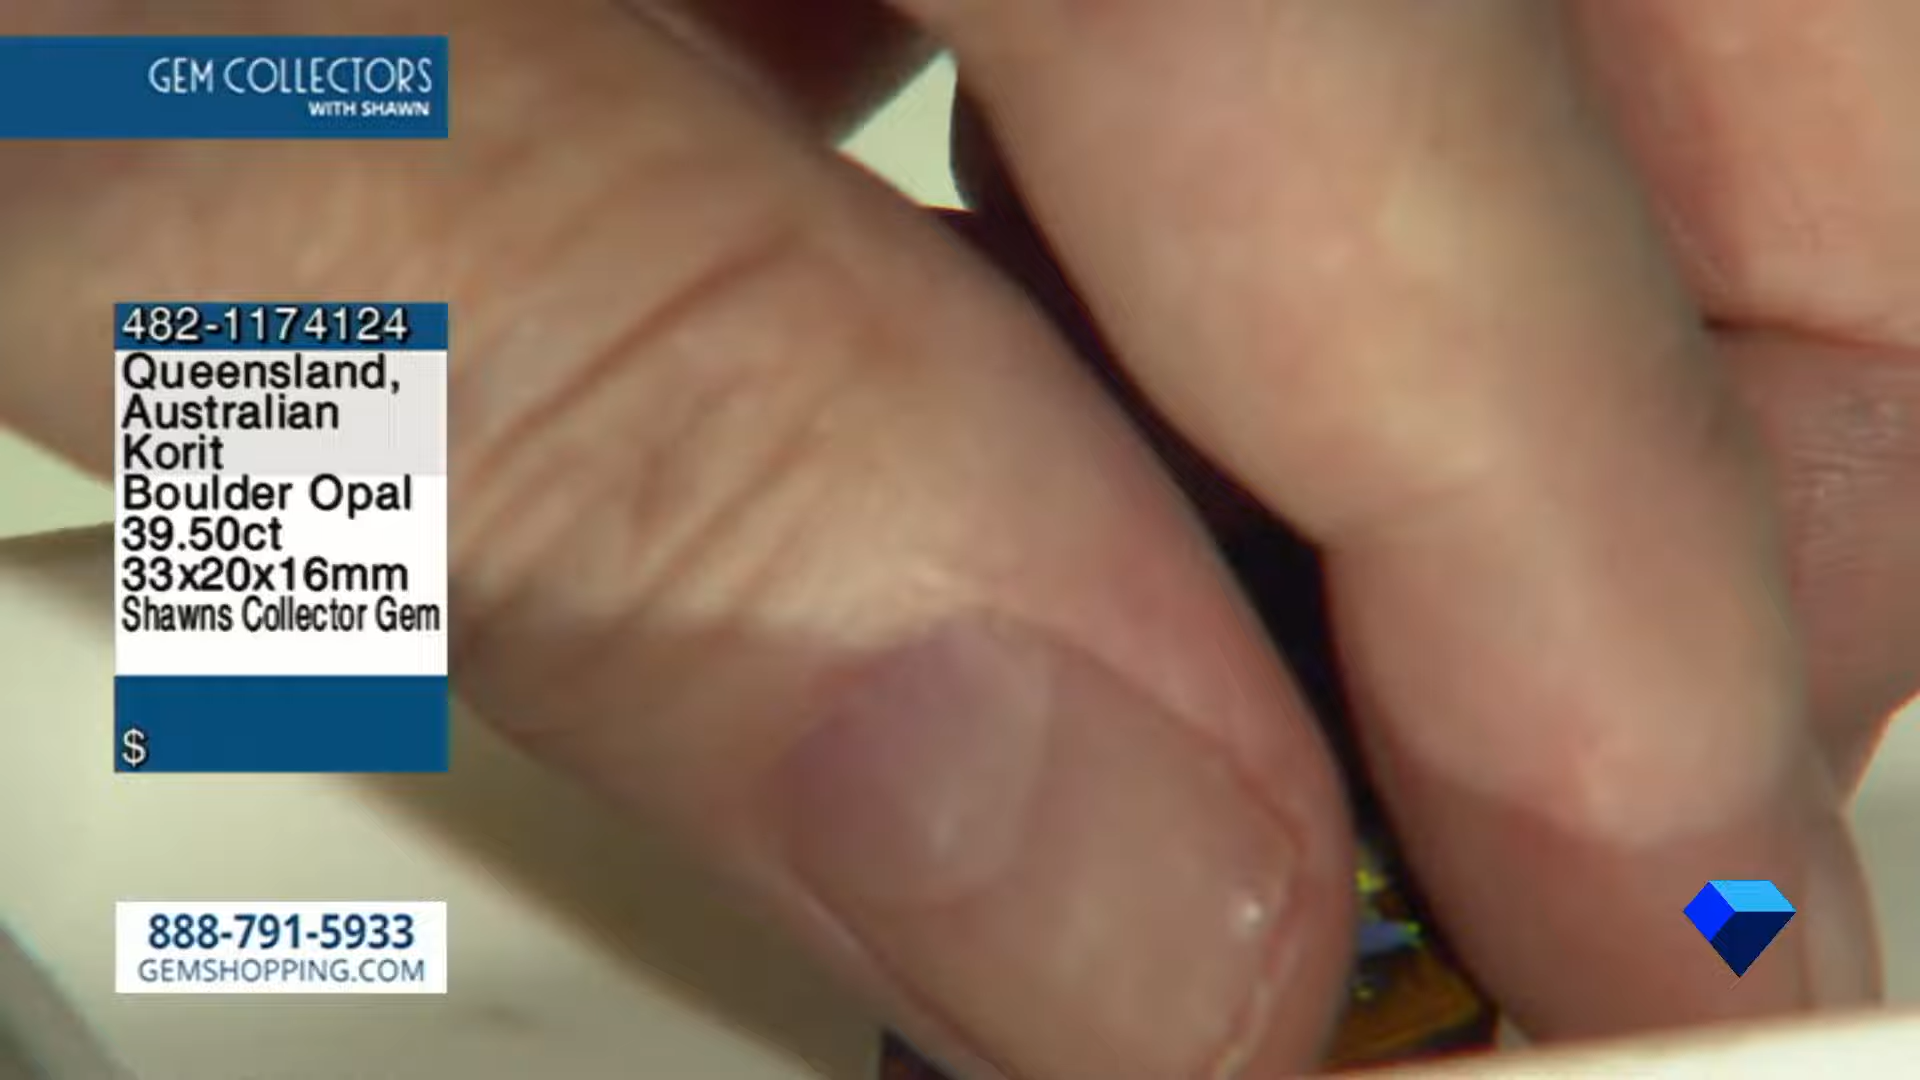 GEM COLLECTORS
WITH SHAWN
482-1174124
Queensland,
Australian
Korit
Boulder Opal
39.50ct
33x20x16mm
Shawns Collector Gem
$
888-791-5933
GEMSHOPPING.COM